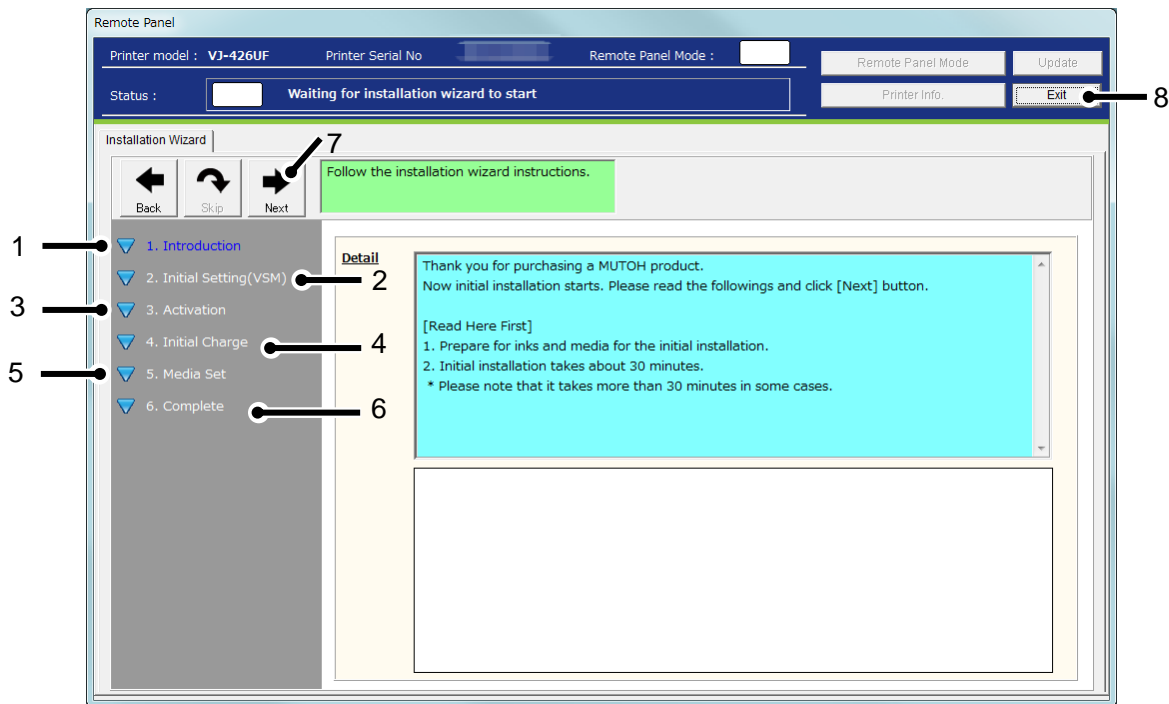 Remote Panel
Printer model : VJ-426UF Printer Serial No Remote Panel Mode : Remote Panel Mode Update
Status : Waiting for installation wizard to start Printer Info. Exit 8
Installation Wizard
7
Back Skip Next Follow the installation wizard instructions.
1 1. Introduction
2. Initial Setting(VSM) 2
3 3. Activation
4. Initial Charge 4
5 5. Media Set
6. Complete 6
Detail
Thank you for purchasing a MUTOH product.
Now initial installation starts. Please read the followings and click [Next] button.
[Read Here First]
1. Prepare for inks and media for the initial installation.
2. Initial installation takes about 30 minutes.
* Please note that it takes more than 30 minutes in some cases.